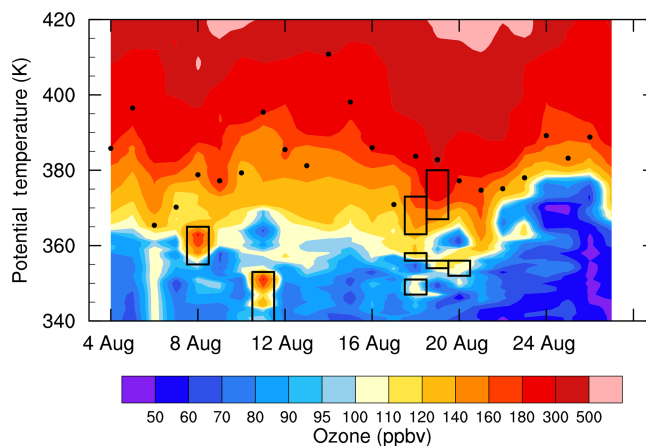 420
400
380
360
340
Potential temperature (K)
4 Aug 8 Aug 12 Aug 16 Aug 20 Aug 24 Aug
50 60 70 80 90 95 100 110 120 140 160 180 300 500
Ozone (ppbv)